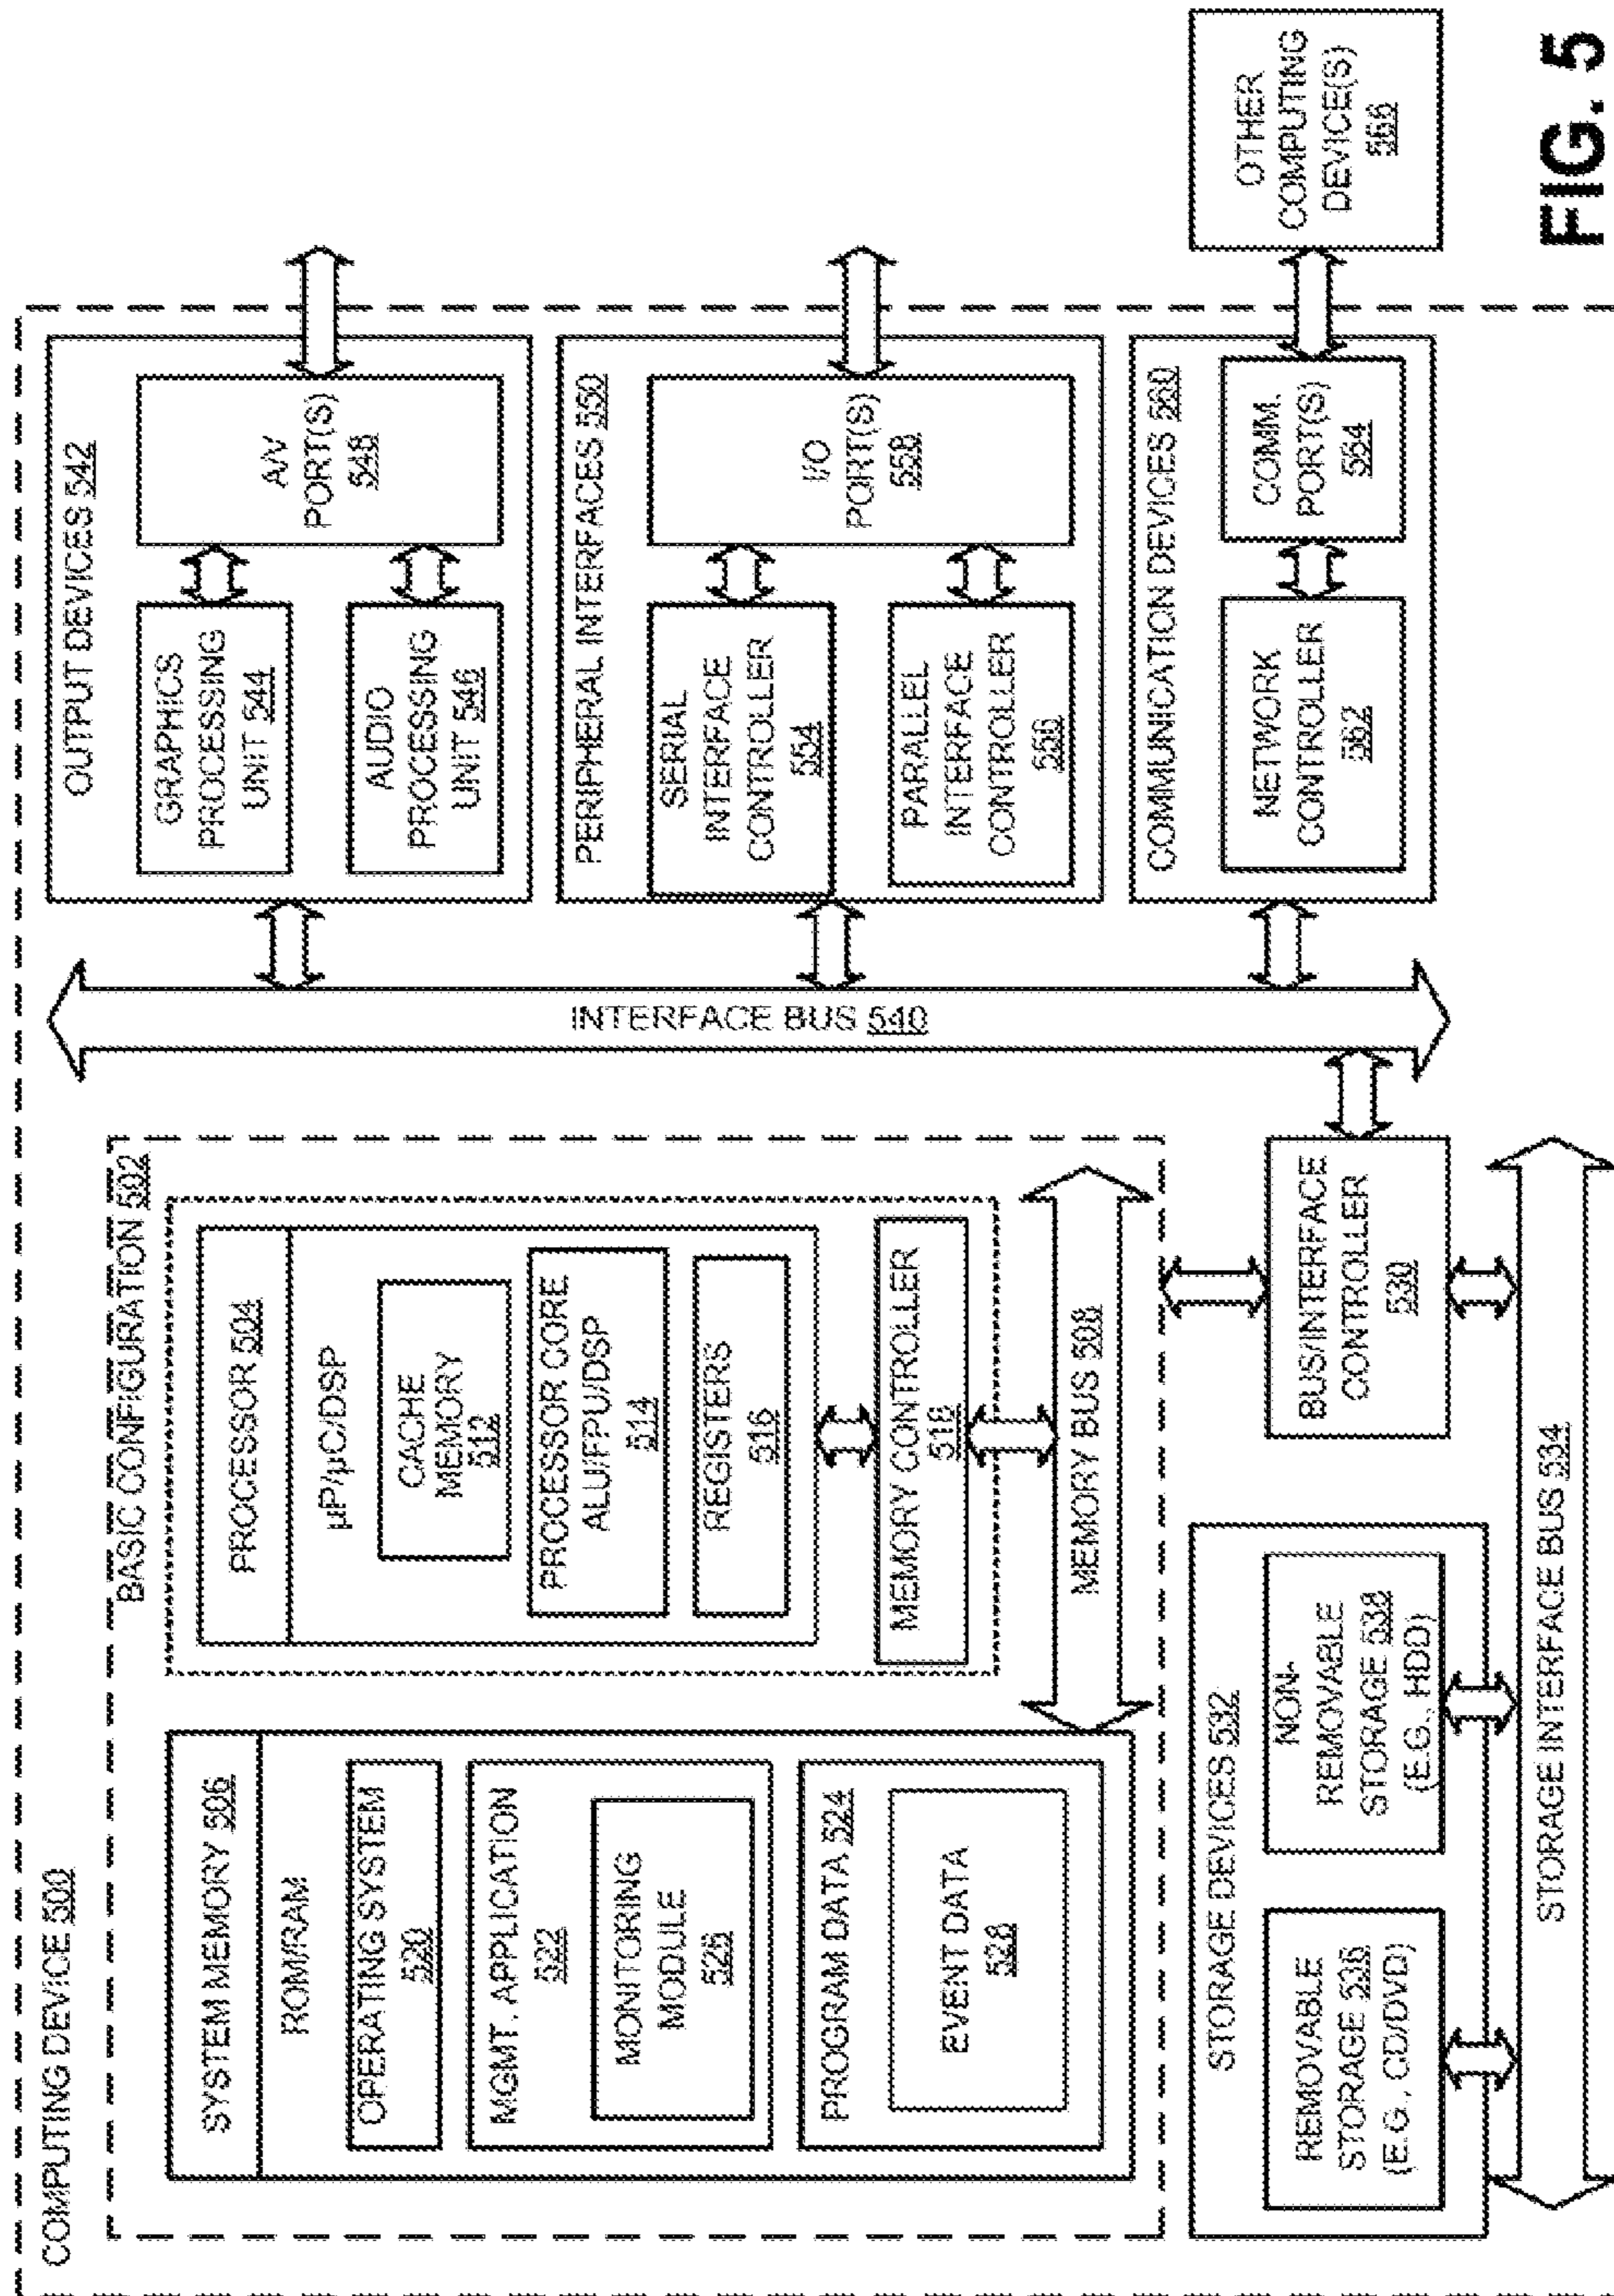 COMPUTING DEVICE 500
BASIC CONFIGURATION 502
SYSTEM MEMORY 506
ROM/RAM
OPERATING SYSTEM
520
MGMT. APPLICATION
522
MONITORING
MODULE
526
PROGRAM DATA 524
EVENT DATA
528
PROCESSOR 504
µP/µC/DSP
CACHE
MEMORY
512
PROCESSOR CORE
ALU/FPU/DSP
514
REGISTERS
516
MEMORY CONTROLLER
518
MEMORY BUS 508
STORAGE DEVICES 532
REMOVABLE
STORAGE 536
(E.G., CD/DVD)
NON-
REMOVABLE
STORAGE 538
(E.G., HDD)
BUS/INTERFACE
CONTROLLER
530
STORAGE INTERFACE BUS 534
INTERFACE BUS 540
OUTPUT DEVICES 542
GRAPHICS
PROCESSING
UNIT 544
AUDIO
PROCESSING
UNIT 546
A/V
PORT(S)
548
PERIPHERAL INTERFACES 550
SERIAL
INTERFACE
CONTROLLER
554
PARALLEL
INTERFACE
CONTROLLER
556
I/O
PORT(S)
558
COMMUNICATION DEVICES 560
NETWORK
CONTROLLER
562
COMM.
PORT(S)
564
OTHER
COMPUTING
DEVICE(S)
566
FIG. 5